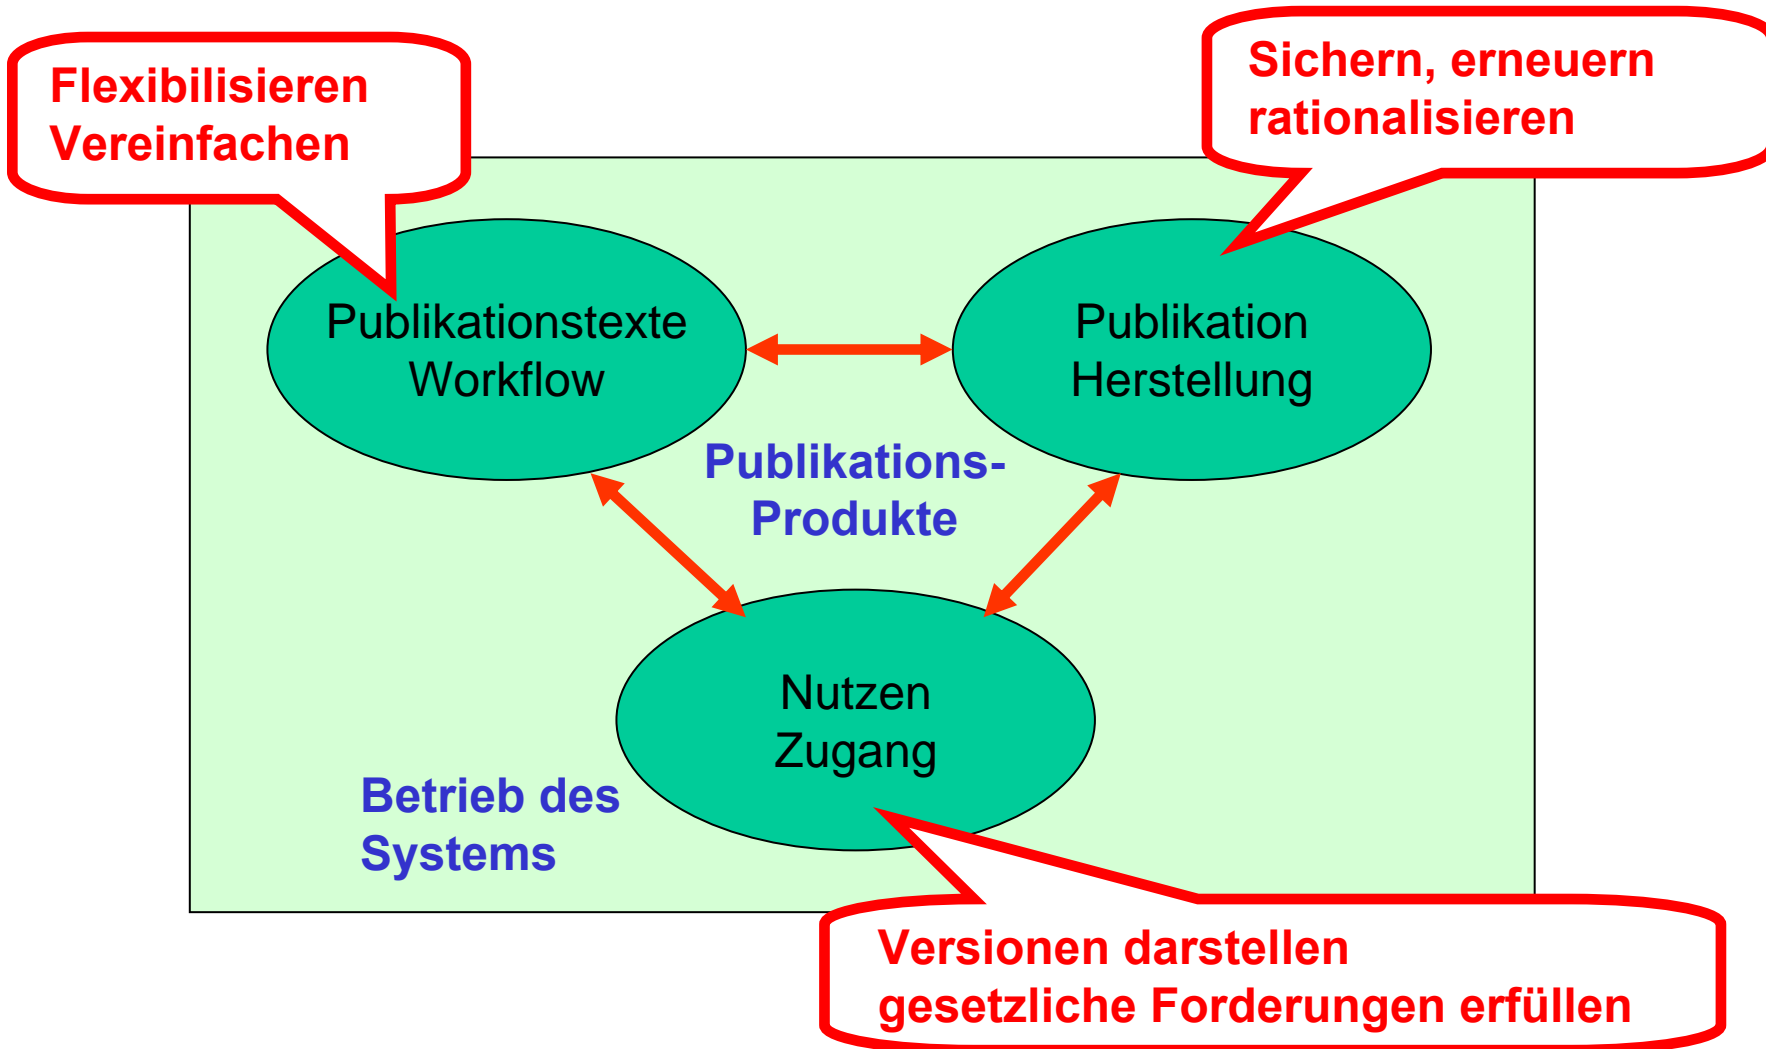 Flexibilisieren
Vereinfachen
Sichern, erneuern
rationalisieren
Publikationstexte
Workflow
Publikation
Herstellung
Publikations-
Produkte
Nutzen
Zugang
Betrieb des
Systems
Versionen darstellen
gesetzliche Forderungen erfüllen